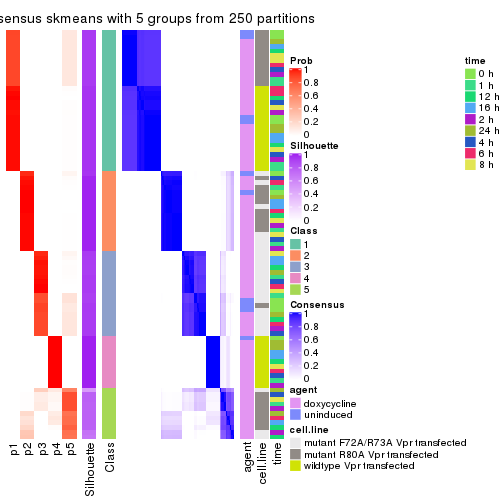 sensus skmeans with 5 groups from 250 partitions
Prob
1
0.8
0.6
0.4
0.2
0
Silhouette
1
0.8
0.6
0.4
0.2
0
Class
1
2
3
4
5
Consensus
1
0.8
0.6
0.4
0.2
0
agent
doxycycline
uninduced
cell.line
mutant F72A/R73A Vpr transfected
mutant R80A Vpr transfected
wildtype Vpr transfected
time
0 h
1 h
12 h
16 h
2 h
24 h
4 h
6 h
8 h
p1
p2
p3
p4
p5
Silhouette
Class
agent
cell.line
time